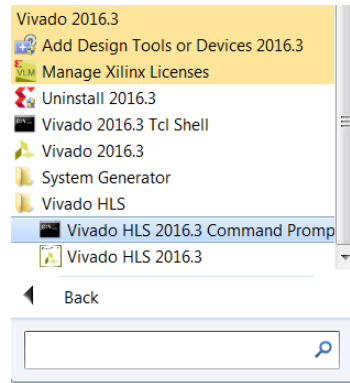 Vivado 2016.3
Add Design Tools or Devices 2016.3
VLM Manage Xilinx Licenses
Uninstall 2016.3
Vivado 2016.3 Tcl Shell
Vivado 2016.3
System Generator
Vivado HLS
Vivado HLS 2016.3 Command Promp
Vivado HLS 2016.3
Back